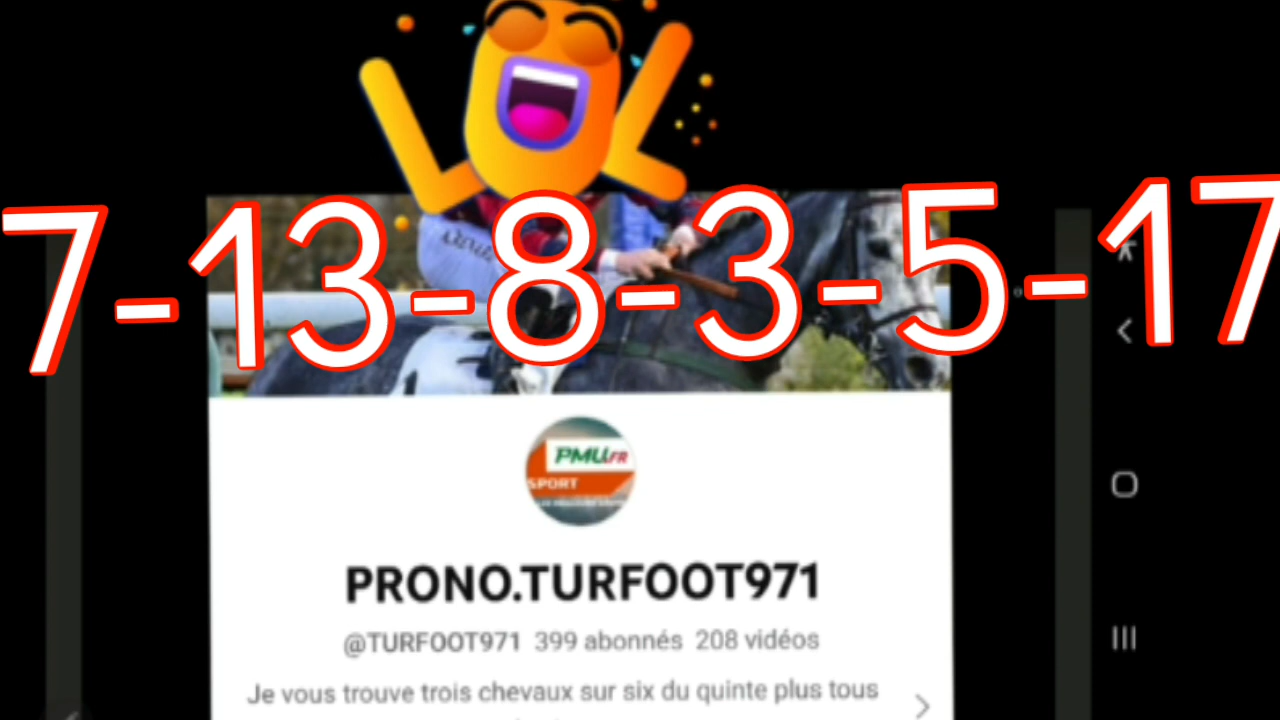 7-13-8-3-5-17
PMU.FR
SPORT
PRONO.TURFOOT971
@TURFOOT971 399 abonnés 208 vidéos
Je vous trouve trois chevaux sur six du quinte plus tous